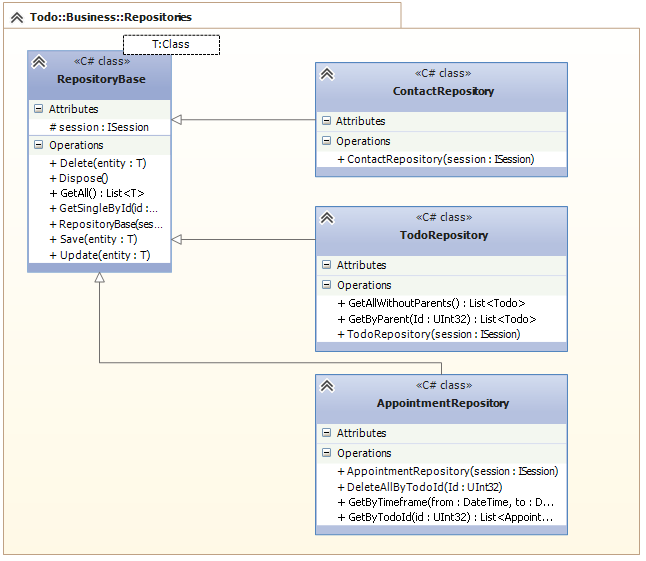 Todo::Business::Repositories
T:Class
«C# class»
RepositoryBase
Attributes
# session : ISession
Operations
+ Delete(entity : T)
+ Dispose()
+ GetAll() : List<T>
+ GetSingleById(id :...
+ RepositoryBase(ses...
+ Save(entity : T)
+ Update(entity : T)
«C# class»
ContactRepository
Attributes
Operations
+ ContactRepository(session : ISession)
«C# class»
TodoRepository
Attributes
Operations
+ GetAllWithoutParents() : List<Todo>
+ GetByParent(Id : UInt32) : List<Todo>
+ TodoRepository(session : ISession)
«C# class»
AppointmentRepository
Attributes
Operations
+ AppointmentRepository(session : ISession)
+ DeleteAllByTodoId(Id : UInt32)
+ GetByTimeframe(from : DateTime, to : D...
+ GetByTodoId(id : UInt32) : List<Appoint...